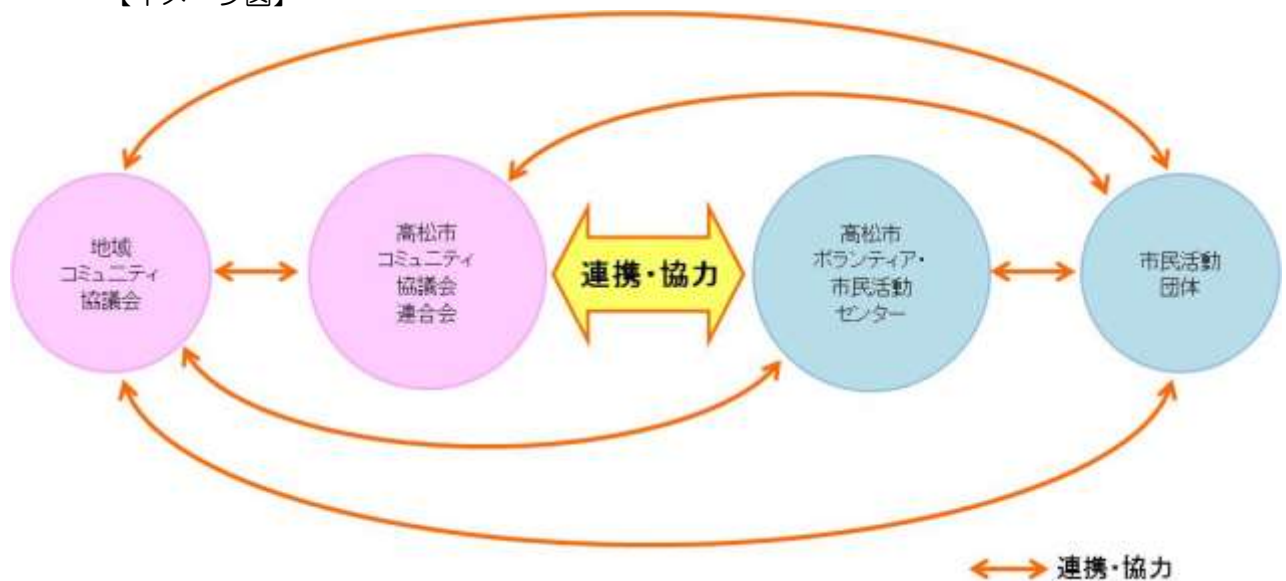 【イメージ図】
地域
コミュニティ
協議会
高松市
コミュニティ
協議会
連合会
連携・協力
高松市
ボランティア・
市民活動
センター
市民活動
団体
連携・協力